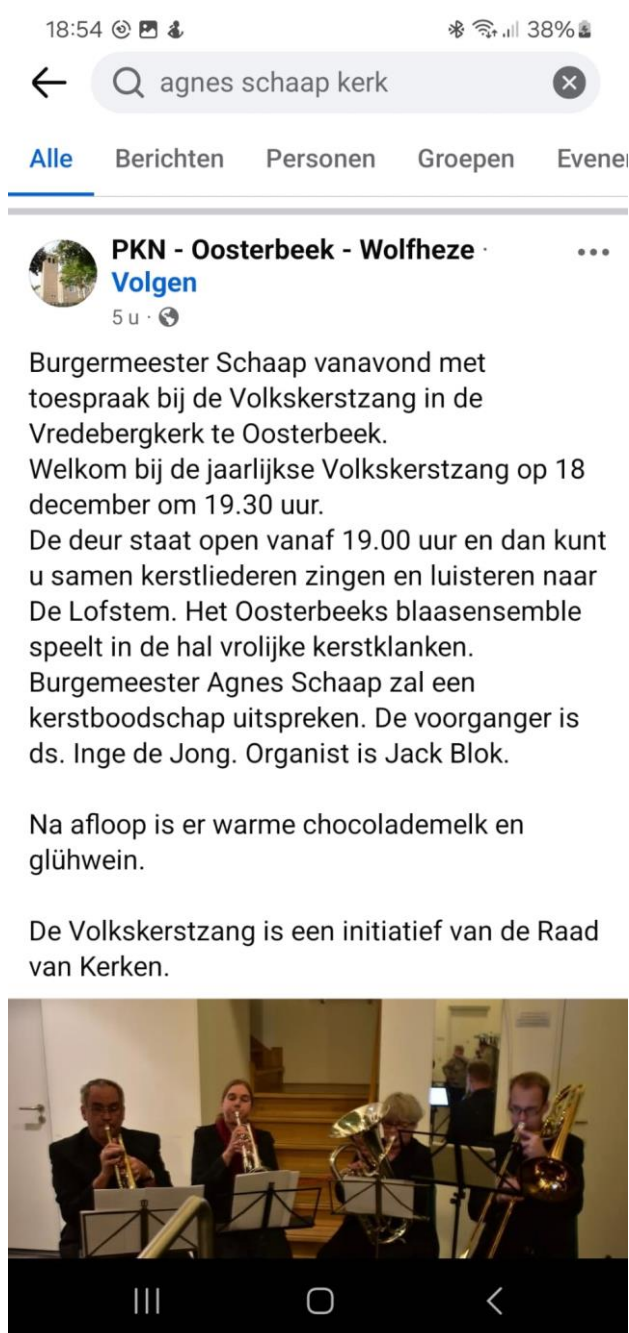 18:54 38%
agnes schaap kerk
Alle Berichten Personen Groepen Evene
PKN - Oosterbeek - Wolfheze ·
Volgen
5 u ·
Burgermeester Schaap vanavond met
toespraak bij de Volkskerstzang in de
Vredebergkerk te Oosterbeek.
Welkom bij de jaarlijkse Volkskerstzang op 18
december om 19.30 uur.
De deur staat open vanaf 19.00 uur en dan kunt
u samen kerstliederen zingen en luisteren naar
De Lofstem. Het Oosterbeeks blaasensemble
speelt in de hal vrolijke kerstklanken.
Burgemeester Agnes Schaap zal een
kerstboodschap uitspreken. De voorganger is
ds. Inge de Jong. Organist is Jack Blok.
Na afloop is er warme chocolademelk en
glühwein.
De Volkskerstzang is een initiatief van de Raad
van Kerken.